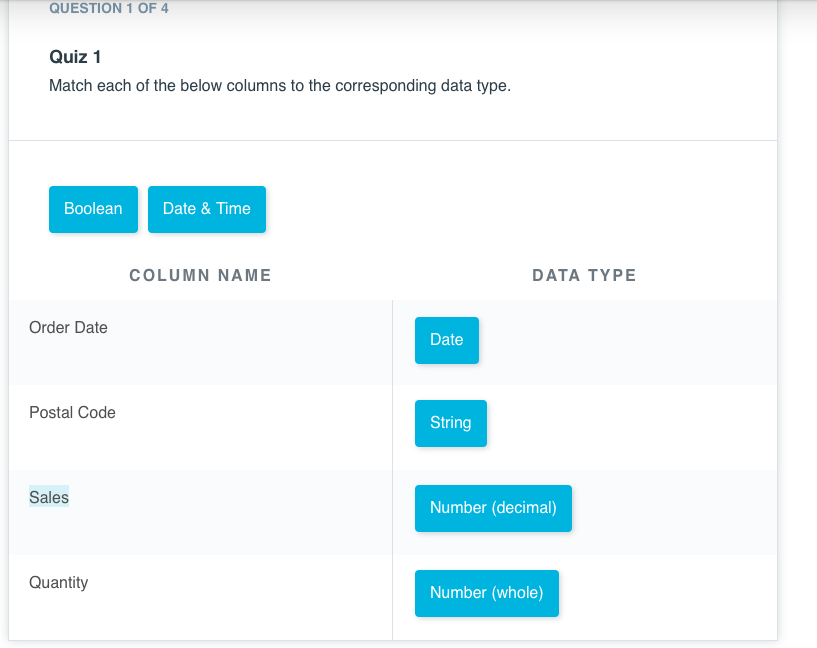 QUESTION 1 OF 4
Quiz 1
Match each of the below columns to the corresponding data type.
Boolean Date & Time
COLUMN NAME DATA TYPE
Order Date Date
Postal Code String
Sales Number (decimal)
Quantity Number (whole)